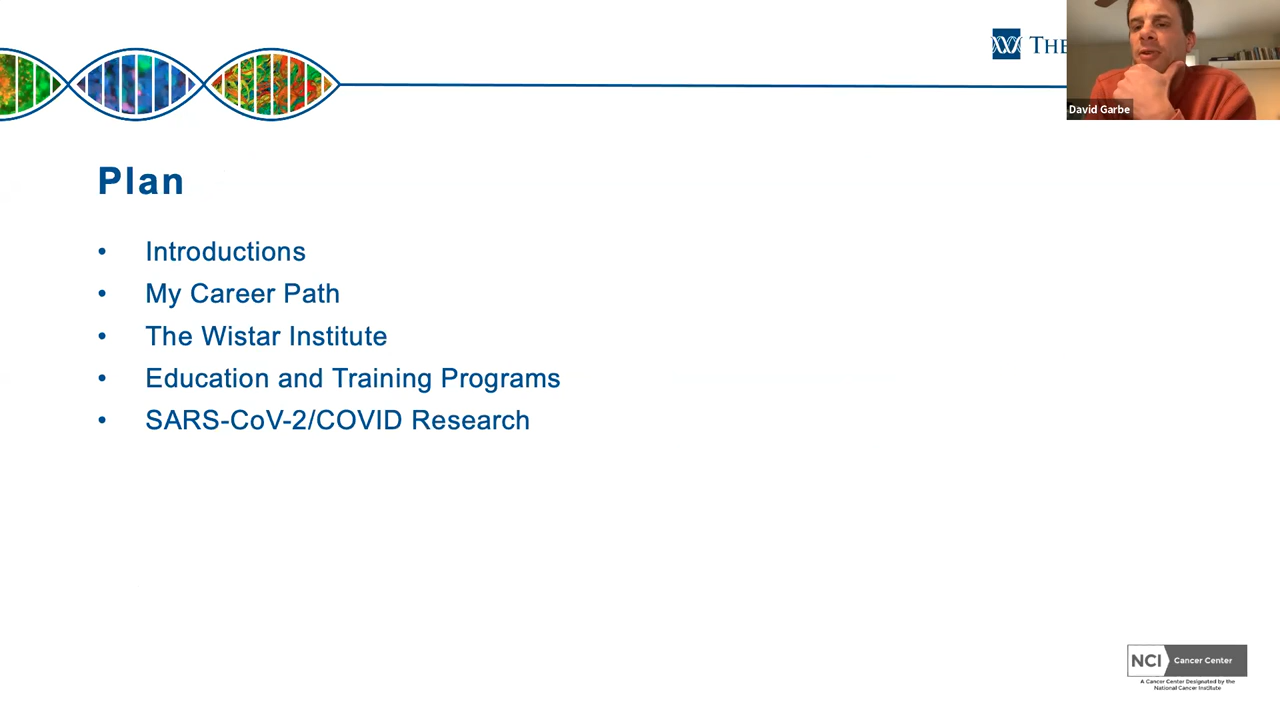 THE
David Garbe
Plan
• Introductions
• My Career Path
• The Wistar Institute
• Education and Training Programs
• SARS-CoV-2/COVID Research
NCI Cancer Center
A Cancer Center Designated by the
National Cancer Institute